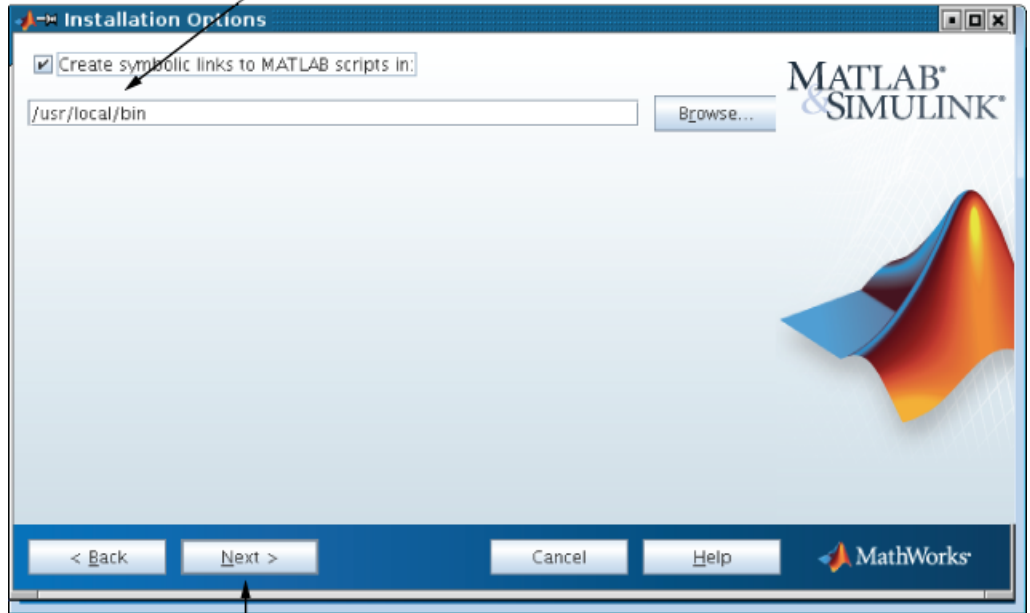 Installation Options
Create symbolic links to MATLAB scripts in:
/usr/local/bin
Browse...
MATLAB®
&SIMULINK®
< Back
Next >
Cancel
Help
MathWorks®